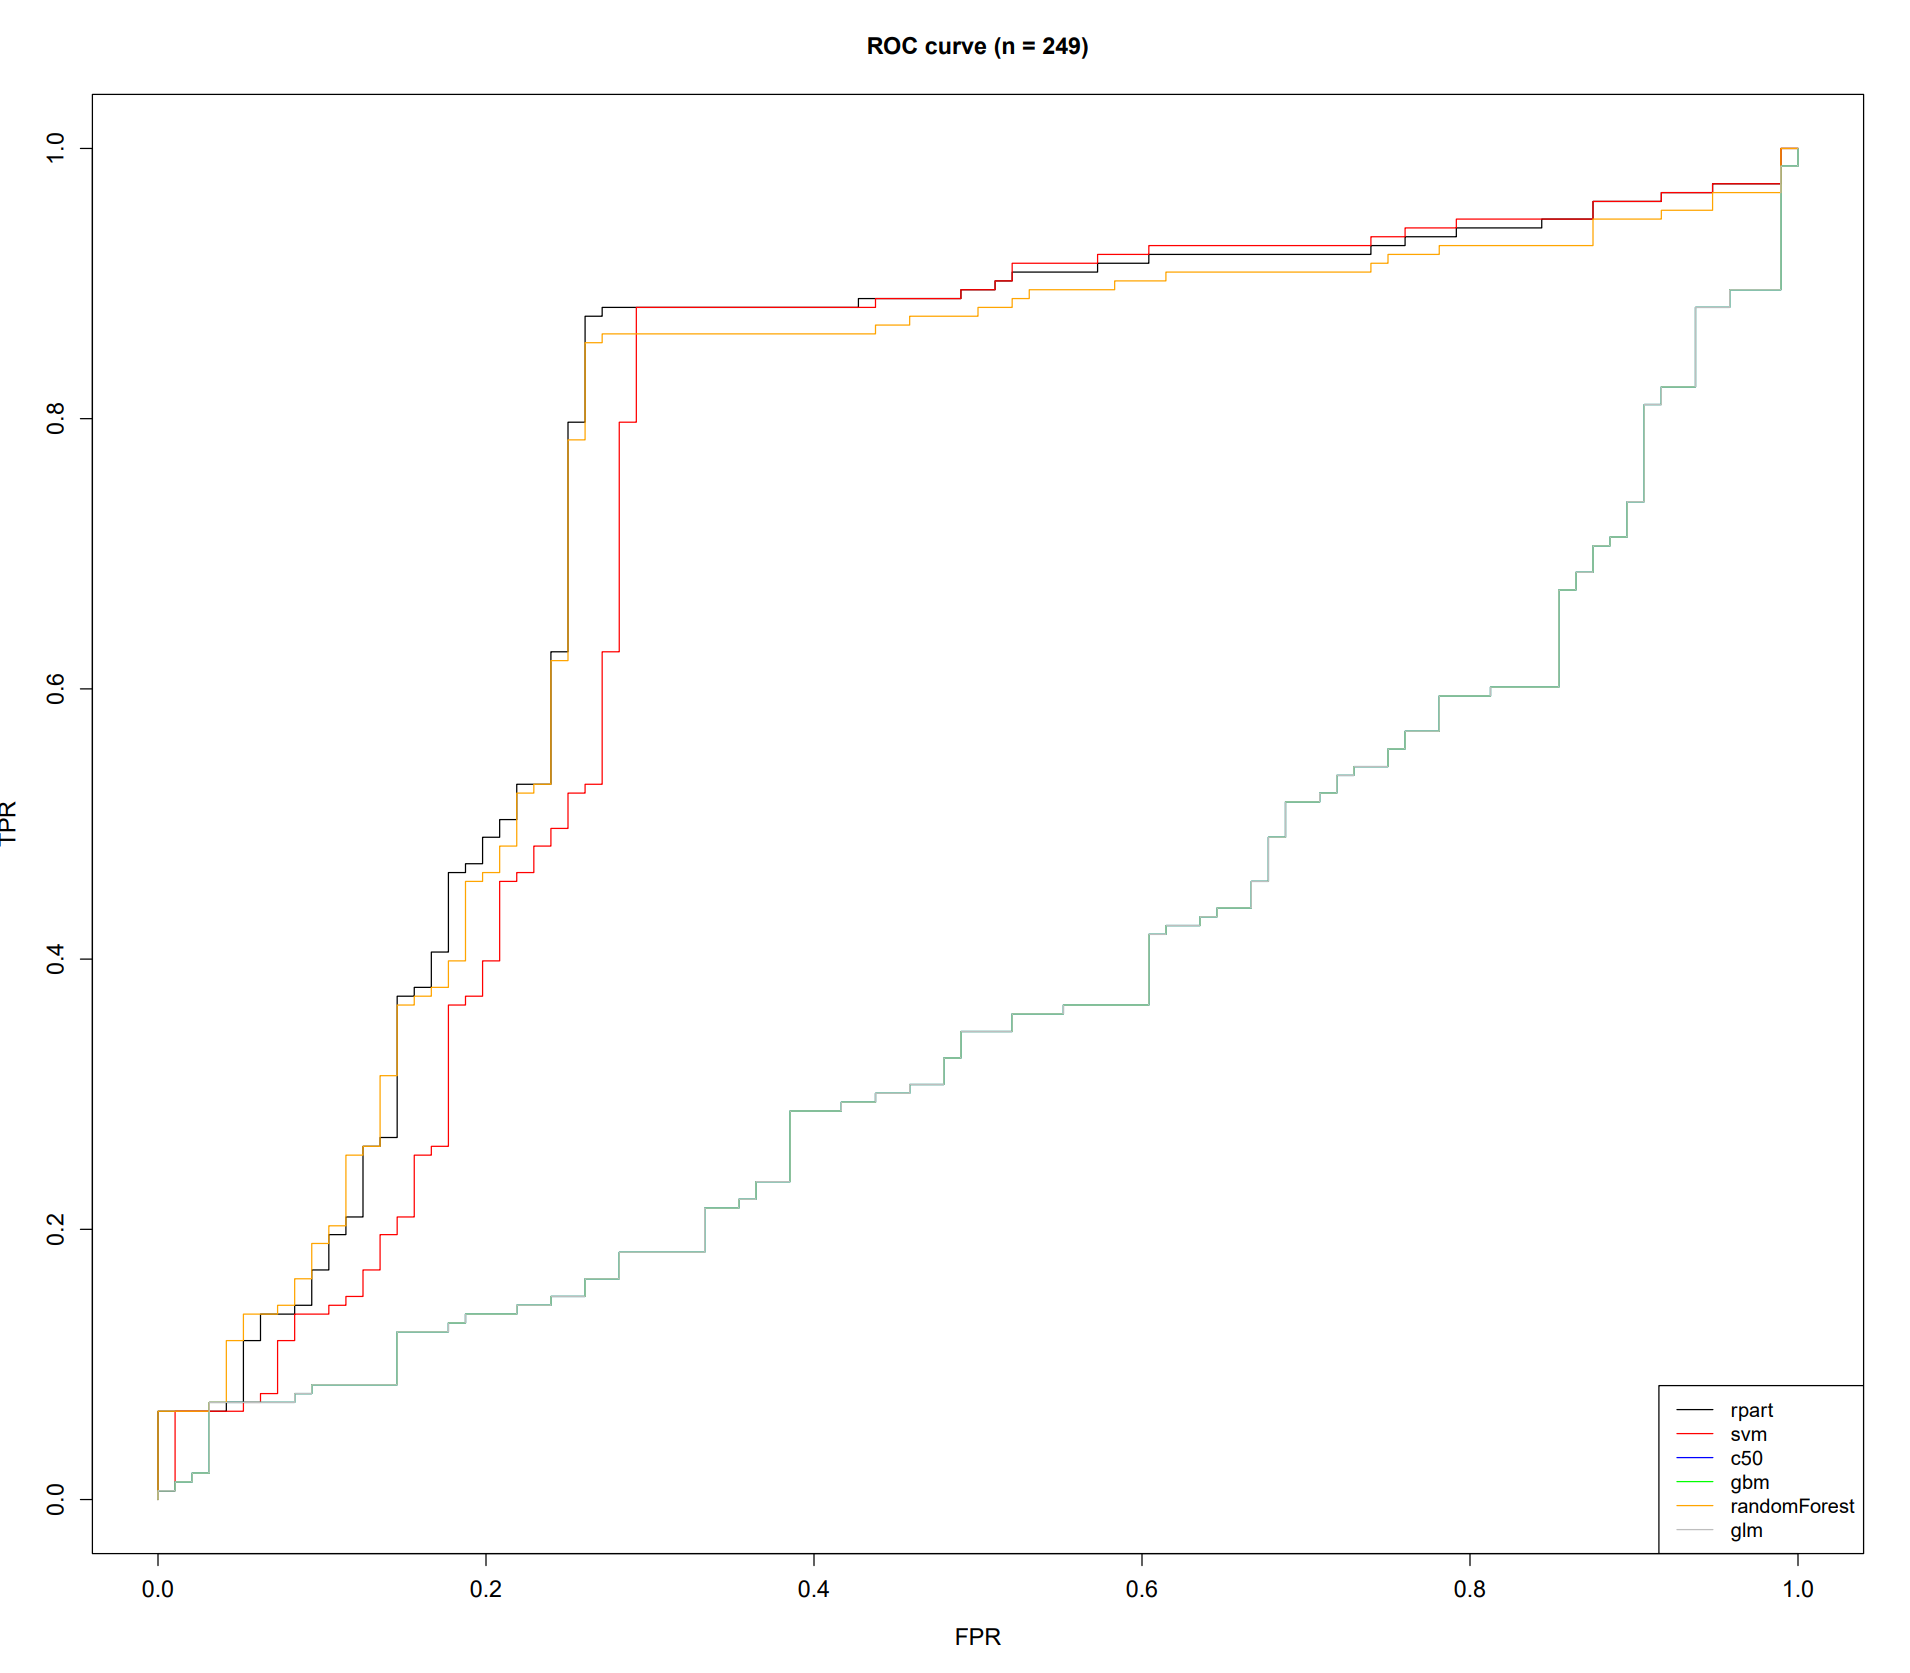 ROC curve (n = 249)
1.0
0.8
0.6
0.4
0.2
0.0
TPR
0.0 0.2 0.4 0.6 0.8 1.0
FPR
rpart
svm
c50
gbm
randomForest
glm